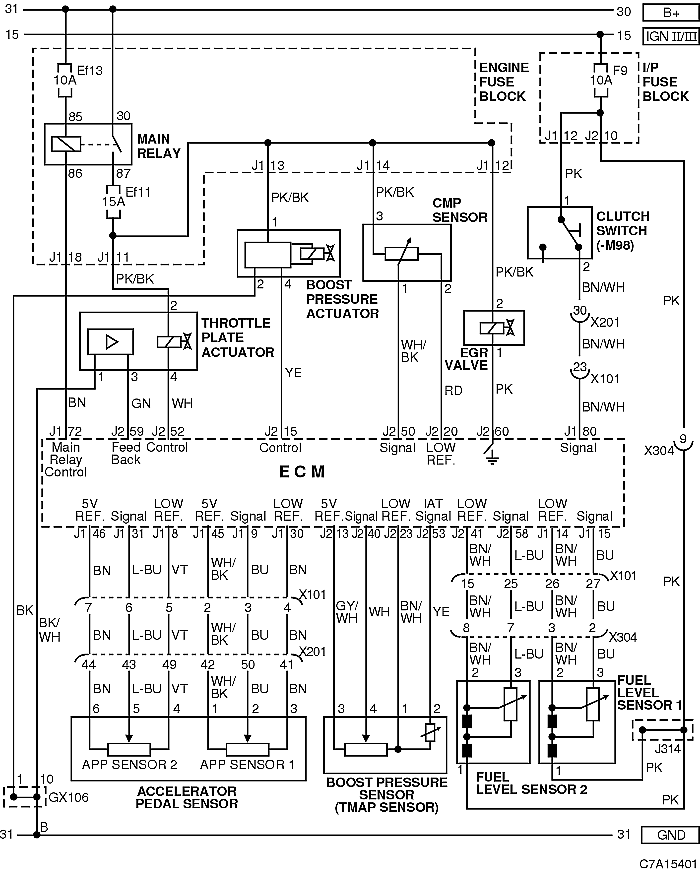 31 30 B+
15 15 IGN II/III
Ef13
10A
ENGINE
FUSE
BLOCK
F9
10A
I/P
FUSE
BLOCK
85 30
MAIN
RELAY
86 87
Ef11
15A
J1 13 J1 14 J1 12
J1 12 J2 10
PK/BK PK/BK PK
CMP
SENSOR
1 3 1
CLUTCH
SWITCH
(-M98)
J1 18 J1 11
PK/BK PK/BK
2 4
BOOST
PRESSURE
ACTUATOR
1 2 2
BN/WH PK
2 2
THROTTLE
PLATE
ACTUATOR
30 X201
BN/WH
1 3 4
EGR
VALVE
1
WH/
BK
YE RD PK
23 X101
BN GN WH
BN/WH
J1 72 J2 59 J2 52 J2 15 J2 50 J2 20 J2 60 J1 80
Main
Relay
Control
Feed
Back
Control Control Signal
LOW
REF.
Signal
9
X304
ECM
5V
REF.
Signal
LOW
REF.
5V
REF.
Signal
LOW
REF.
5V
REF.
Signal
LOW
REF.
IAT
Signal
LOW
REF.
Signal
LOW
REF.
Signal
J1 46 J1 31 J1 8 J1 45 J1 9 J1 30 J2 13 J2 40 J2 23 J2 53 J2 41 J2 58 J1 14 J1 15
BN L-BU VT WH/
BK BU BN
BN/
WH L-BU BN/
WH BU
X101
15 25 26 27 X101
7 6 5 2 3 4
BK BK/
WH
BN L-BU VT WH/
BK BU BN
GY/
WH WH BN/
WH YE
BN/
WH L-BU BN/
WH BU
PK
X201
8 7 3 2 X304
44 43 49 42 50 41
BN L-BU VT WH/
BK BU BN
BN/
WH L-BU BN/
WH BU
2 3 2 3
FUEL
LEVEL
SENSOR 1
6 5 4 1 2 3
3 4 1 2
APP SENSOR 2 APP SENSOR 1
J314
1 1
PK
ACCELERATOR
PEDAL SENSOR
BOOST PRESSURE
SENSOR
(TMAP SENSOR)
FUEL
LEVEL SENSOR 2
1 10
GX106
PK
B
31 31 GND
C7A15401